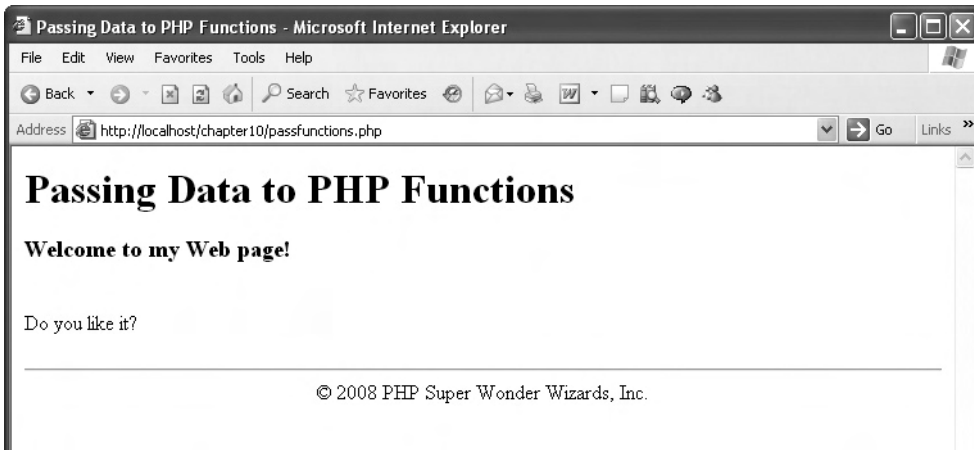 Passing Data to PHP Functions - Microsoft Internet Explorer
File Edit View Favorites Tools Help
Back Search Favorites W
Address http://localhost/chapter10/passfunctions.php Go Links »
Passing Data to PHP Functions
Welcome to my Web page!
Do you like it?
© 2008 PHP Super Wonder Wizards, Inc.